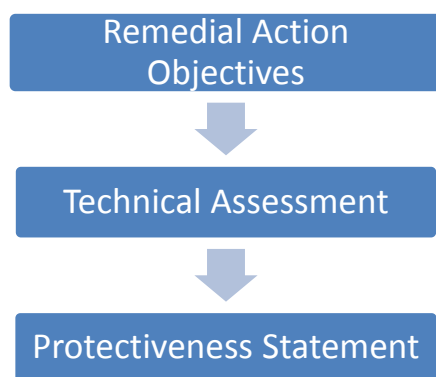 Remedial Action
Objectives
Technical Assessment
Protectiveness Statement